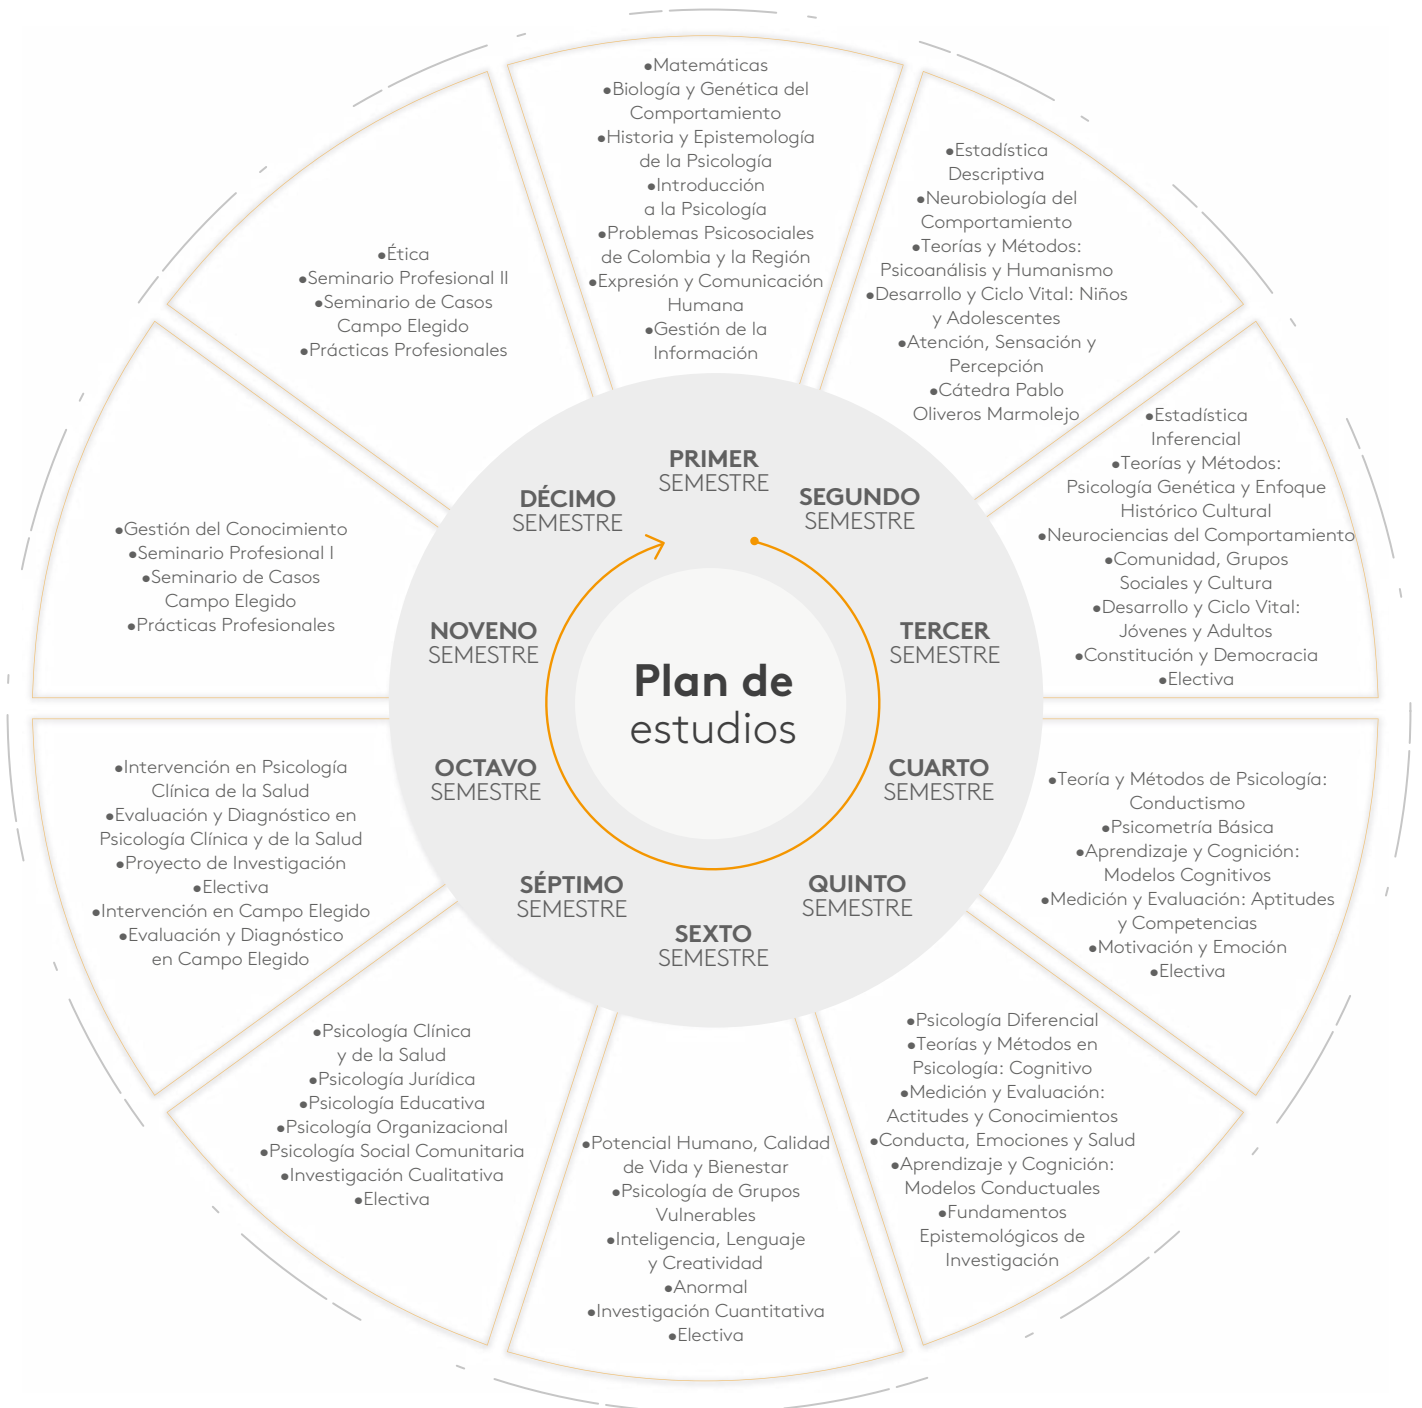 Plan de
estudios
PRIMER
SEMESTRE
●Matemáticas
●Biología y Genética del
Comportamiento
●Historia y Epistemología
de la Psicología
●Introducción
a la Psicología
●Problemas Psicosociales
de Colombia y la Región
●Expresión y Comunicación
Humana
●Gestión de la
Información
SEGUNDO
SEMESTRE
●Estadística
Descriptiva
●Neurobiología del
Comportamiento
●Teorías y Métodos:
Psicoanálisis y Humanismo
●Desarrollo y Ciclo Vital: Niños
y Adolescentes
●Atención, Sensación y
Percepción
●Cátedra Pablo
Oliveros Marmolejo
TERCER
SEMESTRE
●Estadística
Inferencial
●Teorías y Métodos:
Psicología Genética y Enfoque
Histórico Cultural
●Neurociencias del Comportamiento
●Comunidad, Grupos
Sociales y Cultura
●Desarrollo y Ciclo Vital:
Jóvenes y Adultos
●Constitución y Democracia
●Electiva
CUARTO
SEMESTRE
●Teoría y Métodos de Psicología:
Conductismo
●Psicometría Básica
●Aprendizaje y Cognición:
Modelos Cognitivos
●Medición y Evaluación: Aptitudes
y Competencias
●Motivación y Emoción
●Electiva
QUINTO
SEMESTRE
●Psicología Diferencial
●Teorías y Métodos en
Psicología: Cognitivo
●Medición y Evaluación:
Actitudes y Conocimientos
●Conducta, Emociones y Salud
●Aprendizaje y Cognición:
Modelos Conductuales
●Fundamentos
Epistemológicos de
Investigación
SEXTO
SEMESTRE
●Potencial Humano, Calidad
de Vida y Bienestar
●Psicología de Grupos
Vulnerables
●Inteligencia, Lenguaje
y Creatividad
●Anormal
●Investigación Cuantitativa
●Electiva
SÉPTIMO
SEMESTRE
●Psicología Clínica
y de la Salud
●Psicología Jurídica
●Psicología Educativa
●Psicología Organizacional
●Psicología Social Comunitaria
●Investigación Cualitativa
●Electiva
OCTAVO
SEMESTRE
●Intervención en Psicología
Clínica de la Salud
●Evaluación y Diagnóstico en
Psicología Clínica y de la Salud
●Proyecto de Investigación
●Electiva
●Intervención en Campo Elegido
●Evaluación y Diagnóstico
en Campo Elegido
NOVENO
SEMESTRE
●Gestión del Conocimiento
●Seminario Profesional I
●Seminario de Casos
Campo Elegido
●Prácticas Profesionales
DÉCIMO
SEMESTRE
●Ética
●Seminario Profesional II
●Seminario de Casos
Campo Elegido
●Prácticas Profesionales